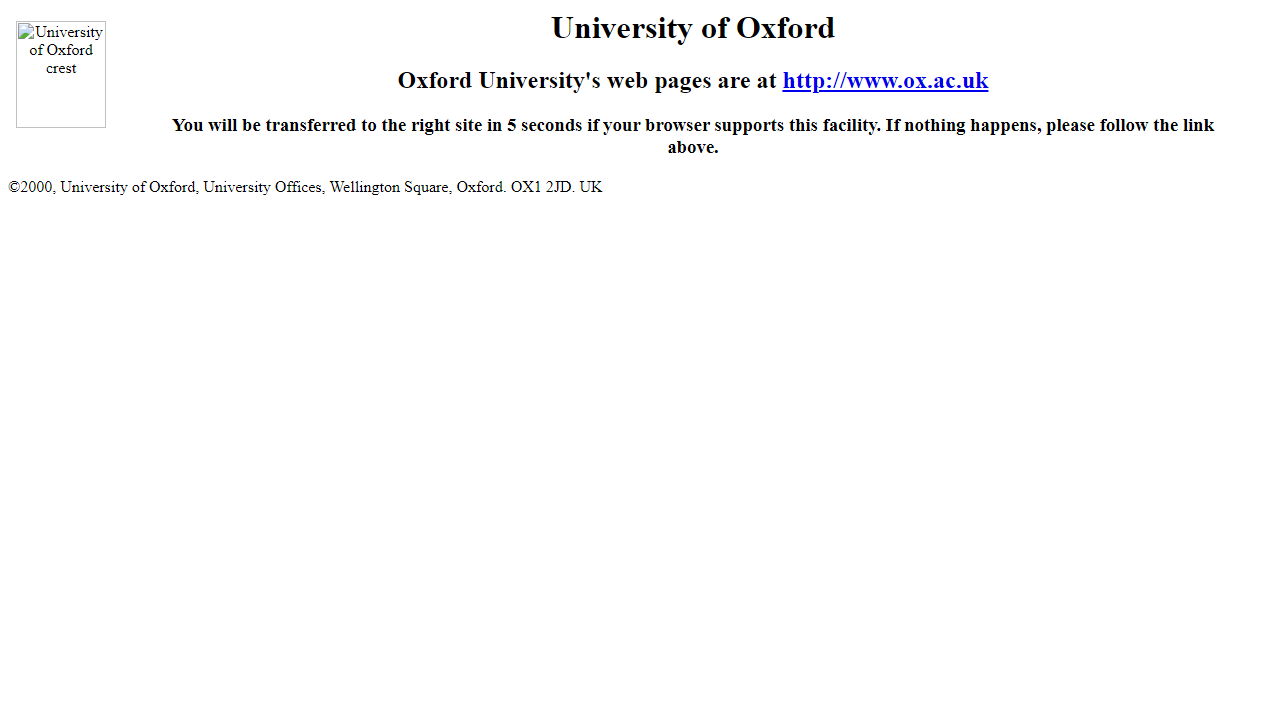 University
of Oxford
crest
University of Oxford
Oxford University's web pages are at http://www.ox.ac.uk
You will be transferred to the right site in 5 seconds if your browser supports this facility. If nothing happens, please follow the link
above.
©2000, University of Oxford, University Offices, Wellington Square, Oxford. OX1 2JD. UK